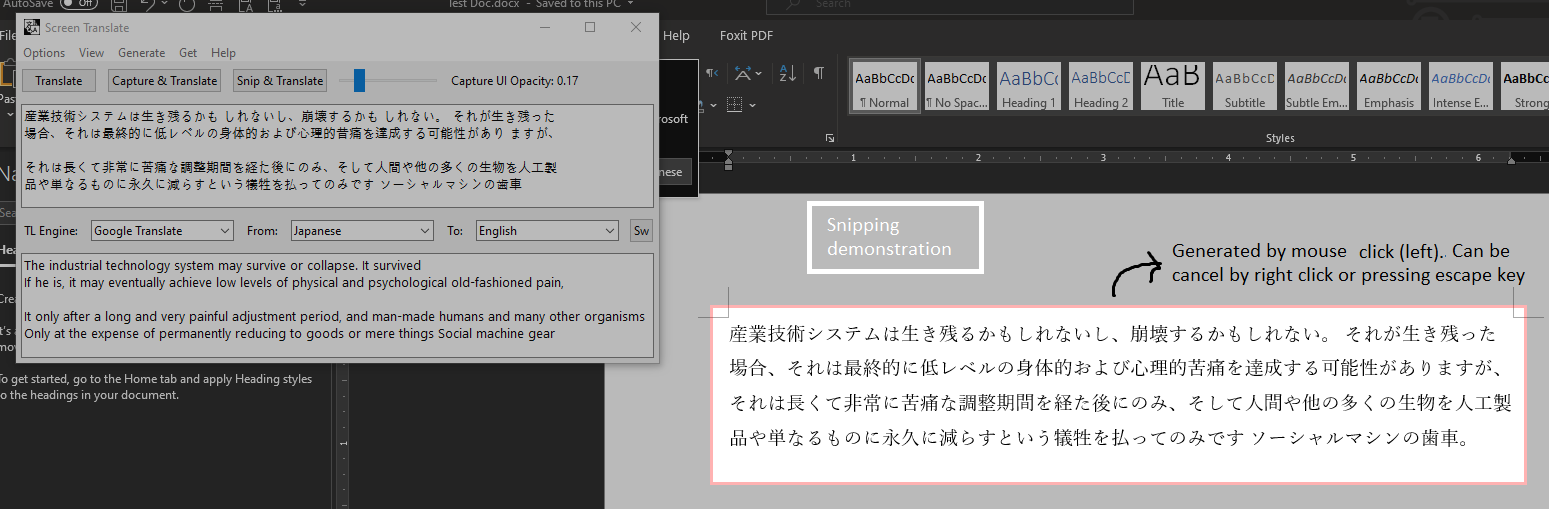 AutoSave Off
Test Doc.docx - Saved to this PC
Search
Screen Translate
Options View Generate Get Help
Translate Capture & Translate Snip & Translate Capture UI Opacity: 0.17
産業技術システムは生き残るかも しれないし、崩壊するかも しれない。 それが生き残った
場合、それは最終的に低レベルの身体的および心理的昔痛を達成する可能性があり ますが、
それは長くて非常に苦痛な調整期間を経た後にのみ、そして人間や他の多くの生物を人工製
品や単なるものに永久に減らすという犠牲を払ってのみです ソーシャルマシンの歯車
TL Engine: Google Translate From: Japanese To: English Sw
The industrial technology system may survive or collapse. It survived
If he is, it may eventually achieve low levels of physical and psychological old-fashioned pain,
It only after a long and very painful adjustment period, and man-made humans and many other organisms
Only at the expense of permanently reducing to goods or mere things Social machine gear
To get started, go to the Home tab and apply Heading styles
to the headings in your document.
Help Foxit PDF
AaBbCcDc AaBbCcDc AaBbCc AaBbCcD AaB AaBbCcD AaBbCcDc AaBbCcDc AaBbCcDc AaBbCc
¶ Normal ¶ No Spac... Heading 1 Heading 2 Title Subtitle Subtle Em... Emphasis Intense E... Strong
Styles
1 2 3 4 5 6
1
Snipping
demonstration
Generated by mouse click (left).. Can be
cancel by right click or pressing escape key
産業技術システムは生き残るかもしれないし、崩壊するかもしれない。 それが生き残った
場合、それは最終的に低レベルの身体的および心理的苦痛を達成する可能性がありますが、
それは長くて非常に苦痛な調整期間を経た後にのみ、そして人間や他の多くの生物を人工製
品や単なるものに永久に減らすという犠牲を払ってのみです ソーシャルマシンの歯車。